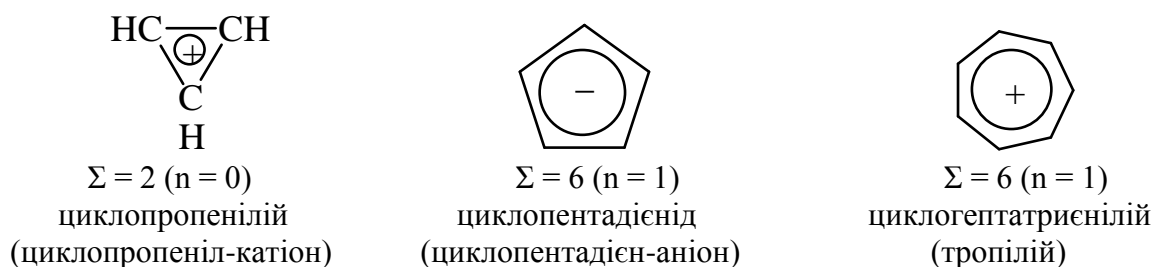 HC CH
+
C
H
−
+
Σ = 2 (n = 0)
циклопропенілій
(циклопропеніл-катіон)
Σ = 6 (n = 1)
циклопентадієнід
(циклопентадієн-аніон)
Σ = 6 (n = 1)
циклогептатриєнілій
(тропілій)